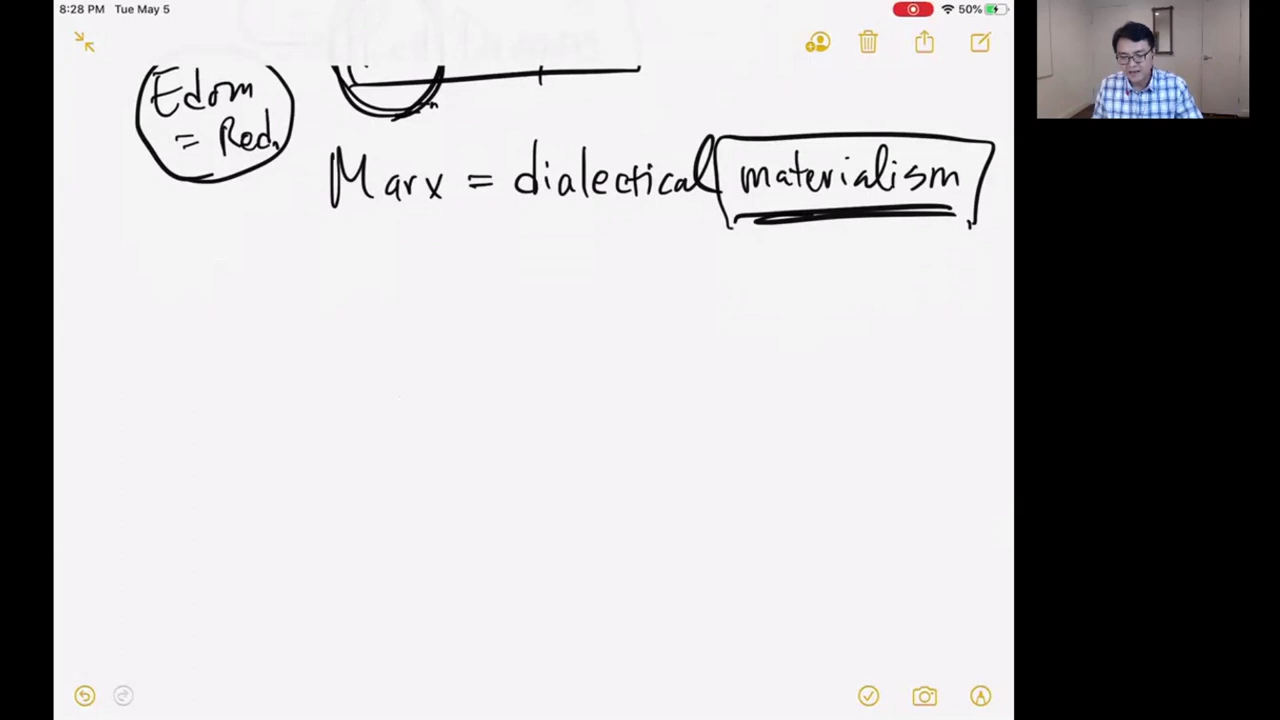 8:28 PM Tue May 5
50%
Edom
= Red
Marx = dialectical materialism